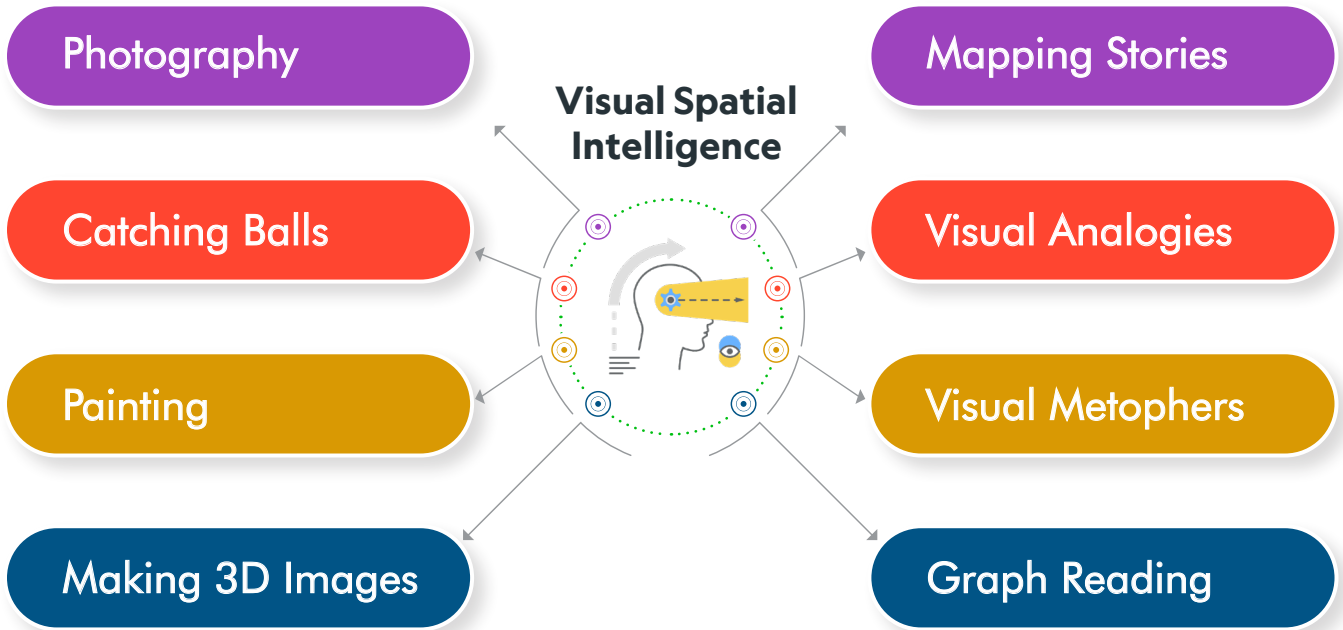 Visual Spatial
Intelligence
Photography
Catching Balls
Painting
Making 3D Images
Mapping Stories
Visual Analogies
Visual Metophers
Graph Reading